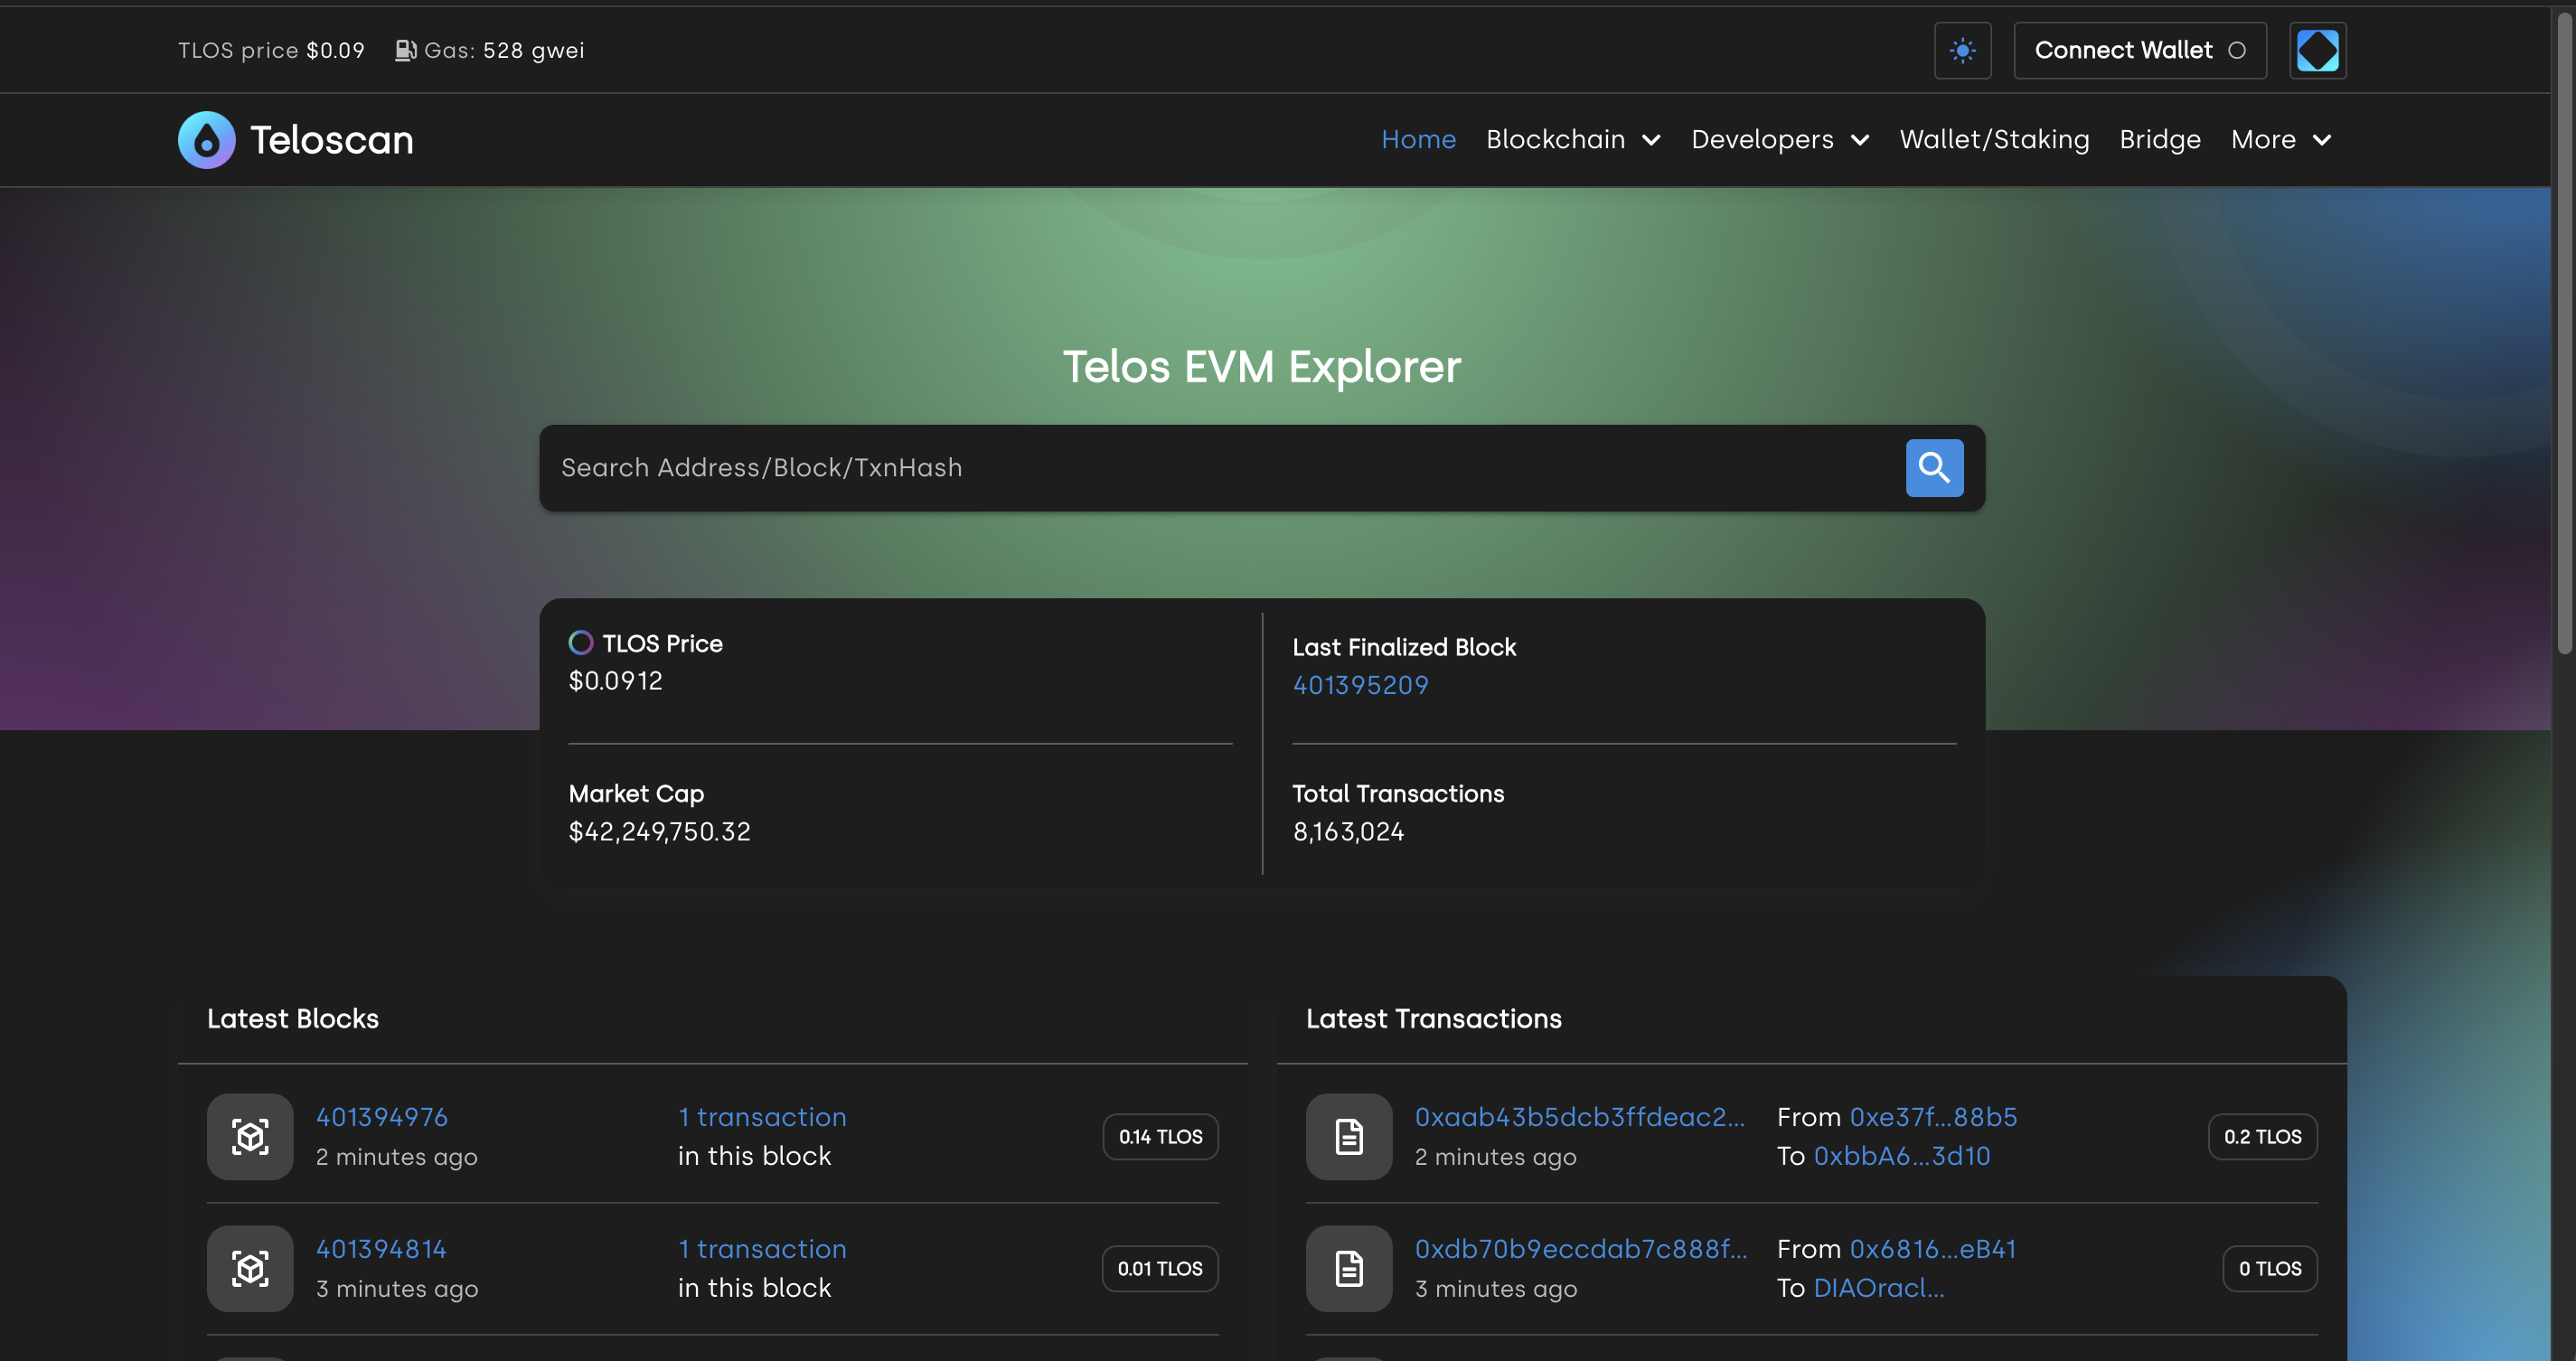 TLOS price $0.09 Gas: 528 gwei
Connect Wallet
Teloscan
Home Blockchain Developers Wallet/Staking Bridge More
Telos EVM Explorer
Search Address/Block/TxnHash
TLOS Price
$0.0912
Last Finalized Block
401395209
Market Cap
$42,249,750.32
Total Transactions
8,163,024
Latest Blocks
401394976
2 minutes ago
1 transaction
in this block
0.14 TLOS
401394814
3 minutes ago
1 transaction
in this block
0.01 TLOS
Latest Transactions
0xaab43b5dcb3ffdeac2...
2 minutes ago
From 0xe37f...88b5
To 0xbbA6...3d10
0.2 TLOS
0xdb70b9eccdab7c888f...
3 minutes ago
From 0x6816...eB41
To DIAOracl...
0 TLOS